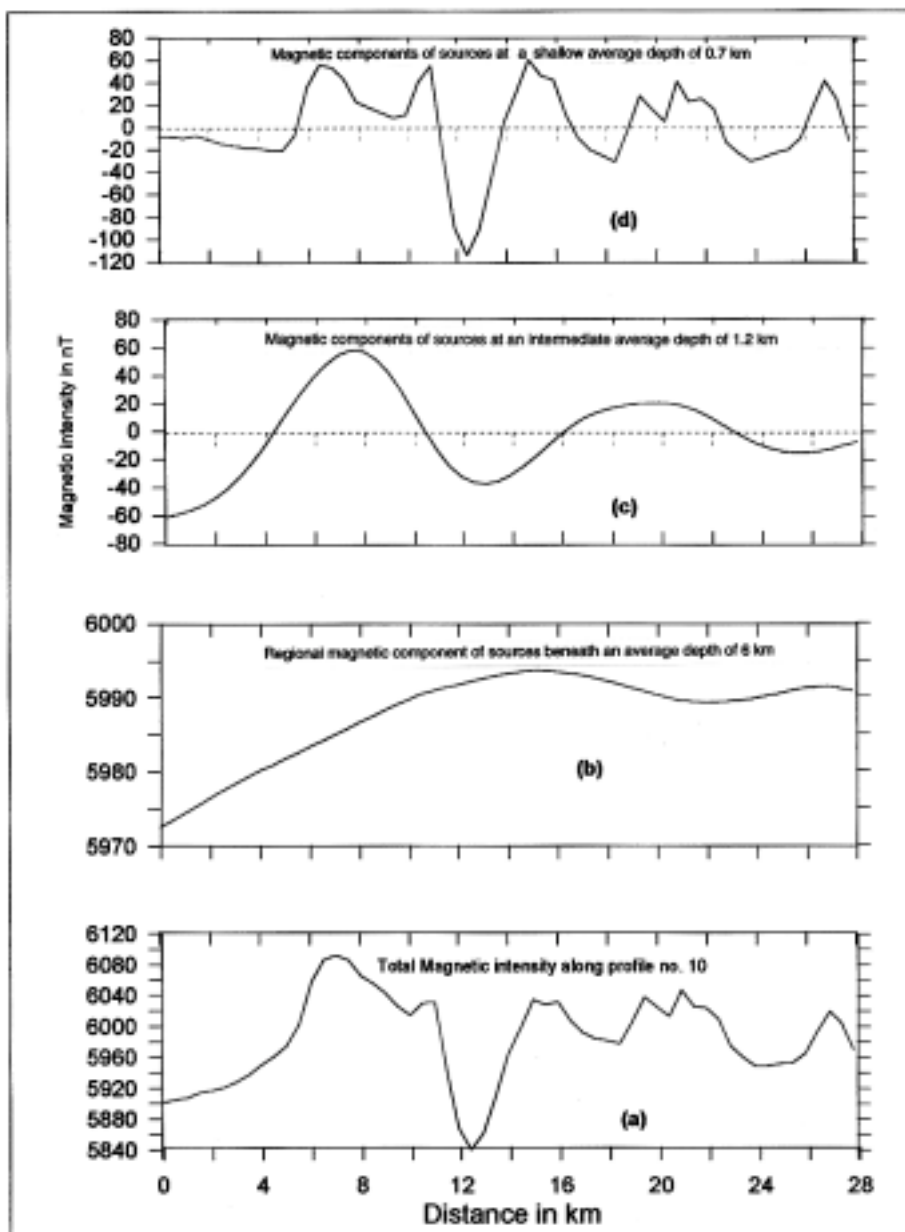 80
Magnetic components of sources at a shallow average depth of 0.7 km
60
40
20
0
-20
-40
-60
-80
-100
-120
(d)
80
Magnetic components of sources at an intermediate average depth of 1.2 km
60
40
20
0
-20
-40
-60
-80
(c)
Magnetic intensity in nT
6000
Regional magnetic component of sources beneath an average depth of 6 km
5990
5980
5970
(b)
6120
Total Magnetic intensity along profile no. 10
6080
6040
6000
5960
5920
5880
5840
(a)
0 4 8 12 16 20 24 28
Distance in km